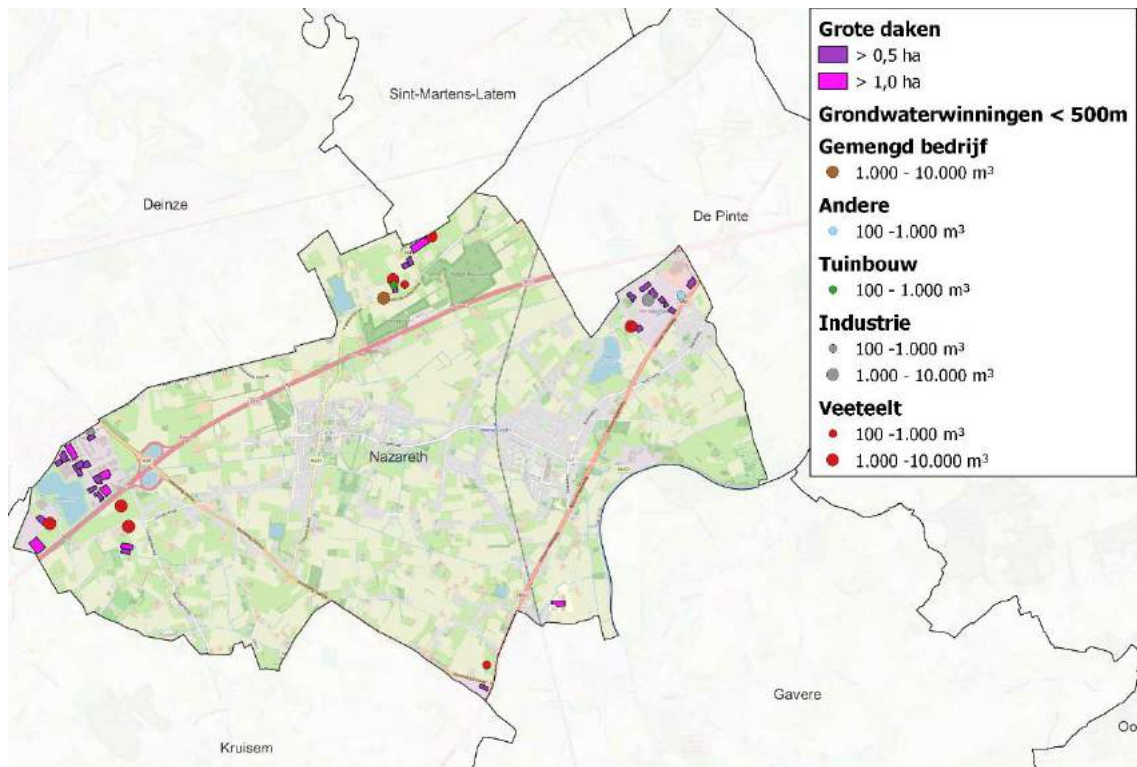 Grote daken
> 0,5 ha
> 1,0 ha
Grondwaterwinningen < 500m
Gemengd bedrijf
1.000 - 10.000 m³
Andere
100 -1.000 m³
Tuinbouw
100 - 1.000 m³
Industrie
100 -1.000 m³
1.000 - 10.000 m³
Veeteelt
100 -1.000 m³
1.000 -10.000 m³
Sint-Martens-Latem
Deinze
De Pinte
Nazareth
Gavere
Oo
Kruisem